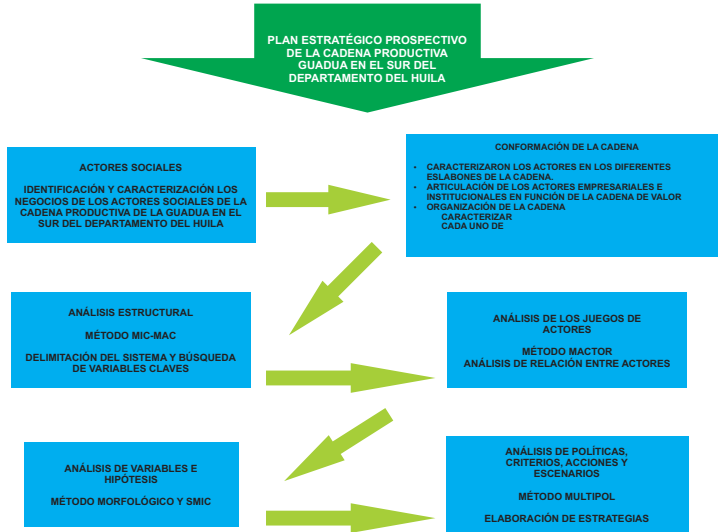 PLAN ESTRATÉGICO PROSPECTIVO
DE LA CADENA PRODUCTIVA
GUADUA EN EL SUR DEL
DEPARTAMENTO DEL HUILA
ACTORES SOCIALES
IDENTIFICACIÓN Y CARACTERIZACIÓN LOS
NEGOCIOS DE LOS ACTORES SOCIALES DE LA
CADENA PRODUCTIVA DE LA GUADUA EN EL
SUR DEL DEPARTAMENTO DEL HUILA
CONFORMACIÓN DE LA CADENA
• CARACTERIZARON LOS ACTORES EN LOS DIFERENTES
ESLABONES DE LA CADENA.
• ARTICULACIÓN DE LOS ACTORES EMPRESARIALES E
INSTITUCIONALES EN FUNCIÓN DE LA CADENA DE VALOR
• ORGANIZACIÓN DE LA CADENA
CARACTERIZAR
CADA UNO DE
ANÁLISIS ESTRUCTURAL
MÉTODO MIC-MAC
DELIMITACIÓN DEL SISTEMA Y BÚSQUEDA
DE VARIABLES CLAVES
ANÁLISIS DE LOS JUEGOS DE
ACTORES
MÉTODO MACTOR
ANÁLISIS DE RELACIÓN ENTRE ACTORES
ANÁLISIS DE VARIABLES E
HIPÓTESIS
MÉTODO MORFOLÓGICO Y SMIC
ANÁLISIS DE POLÍTICAS,
CRITERIOS, ACCIONES Y
ESCENARIOS
MÉTODO MULTIPOL
ELABORACIÓN DE ESTRATEGIAS